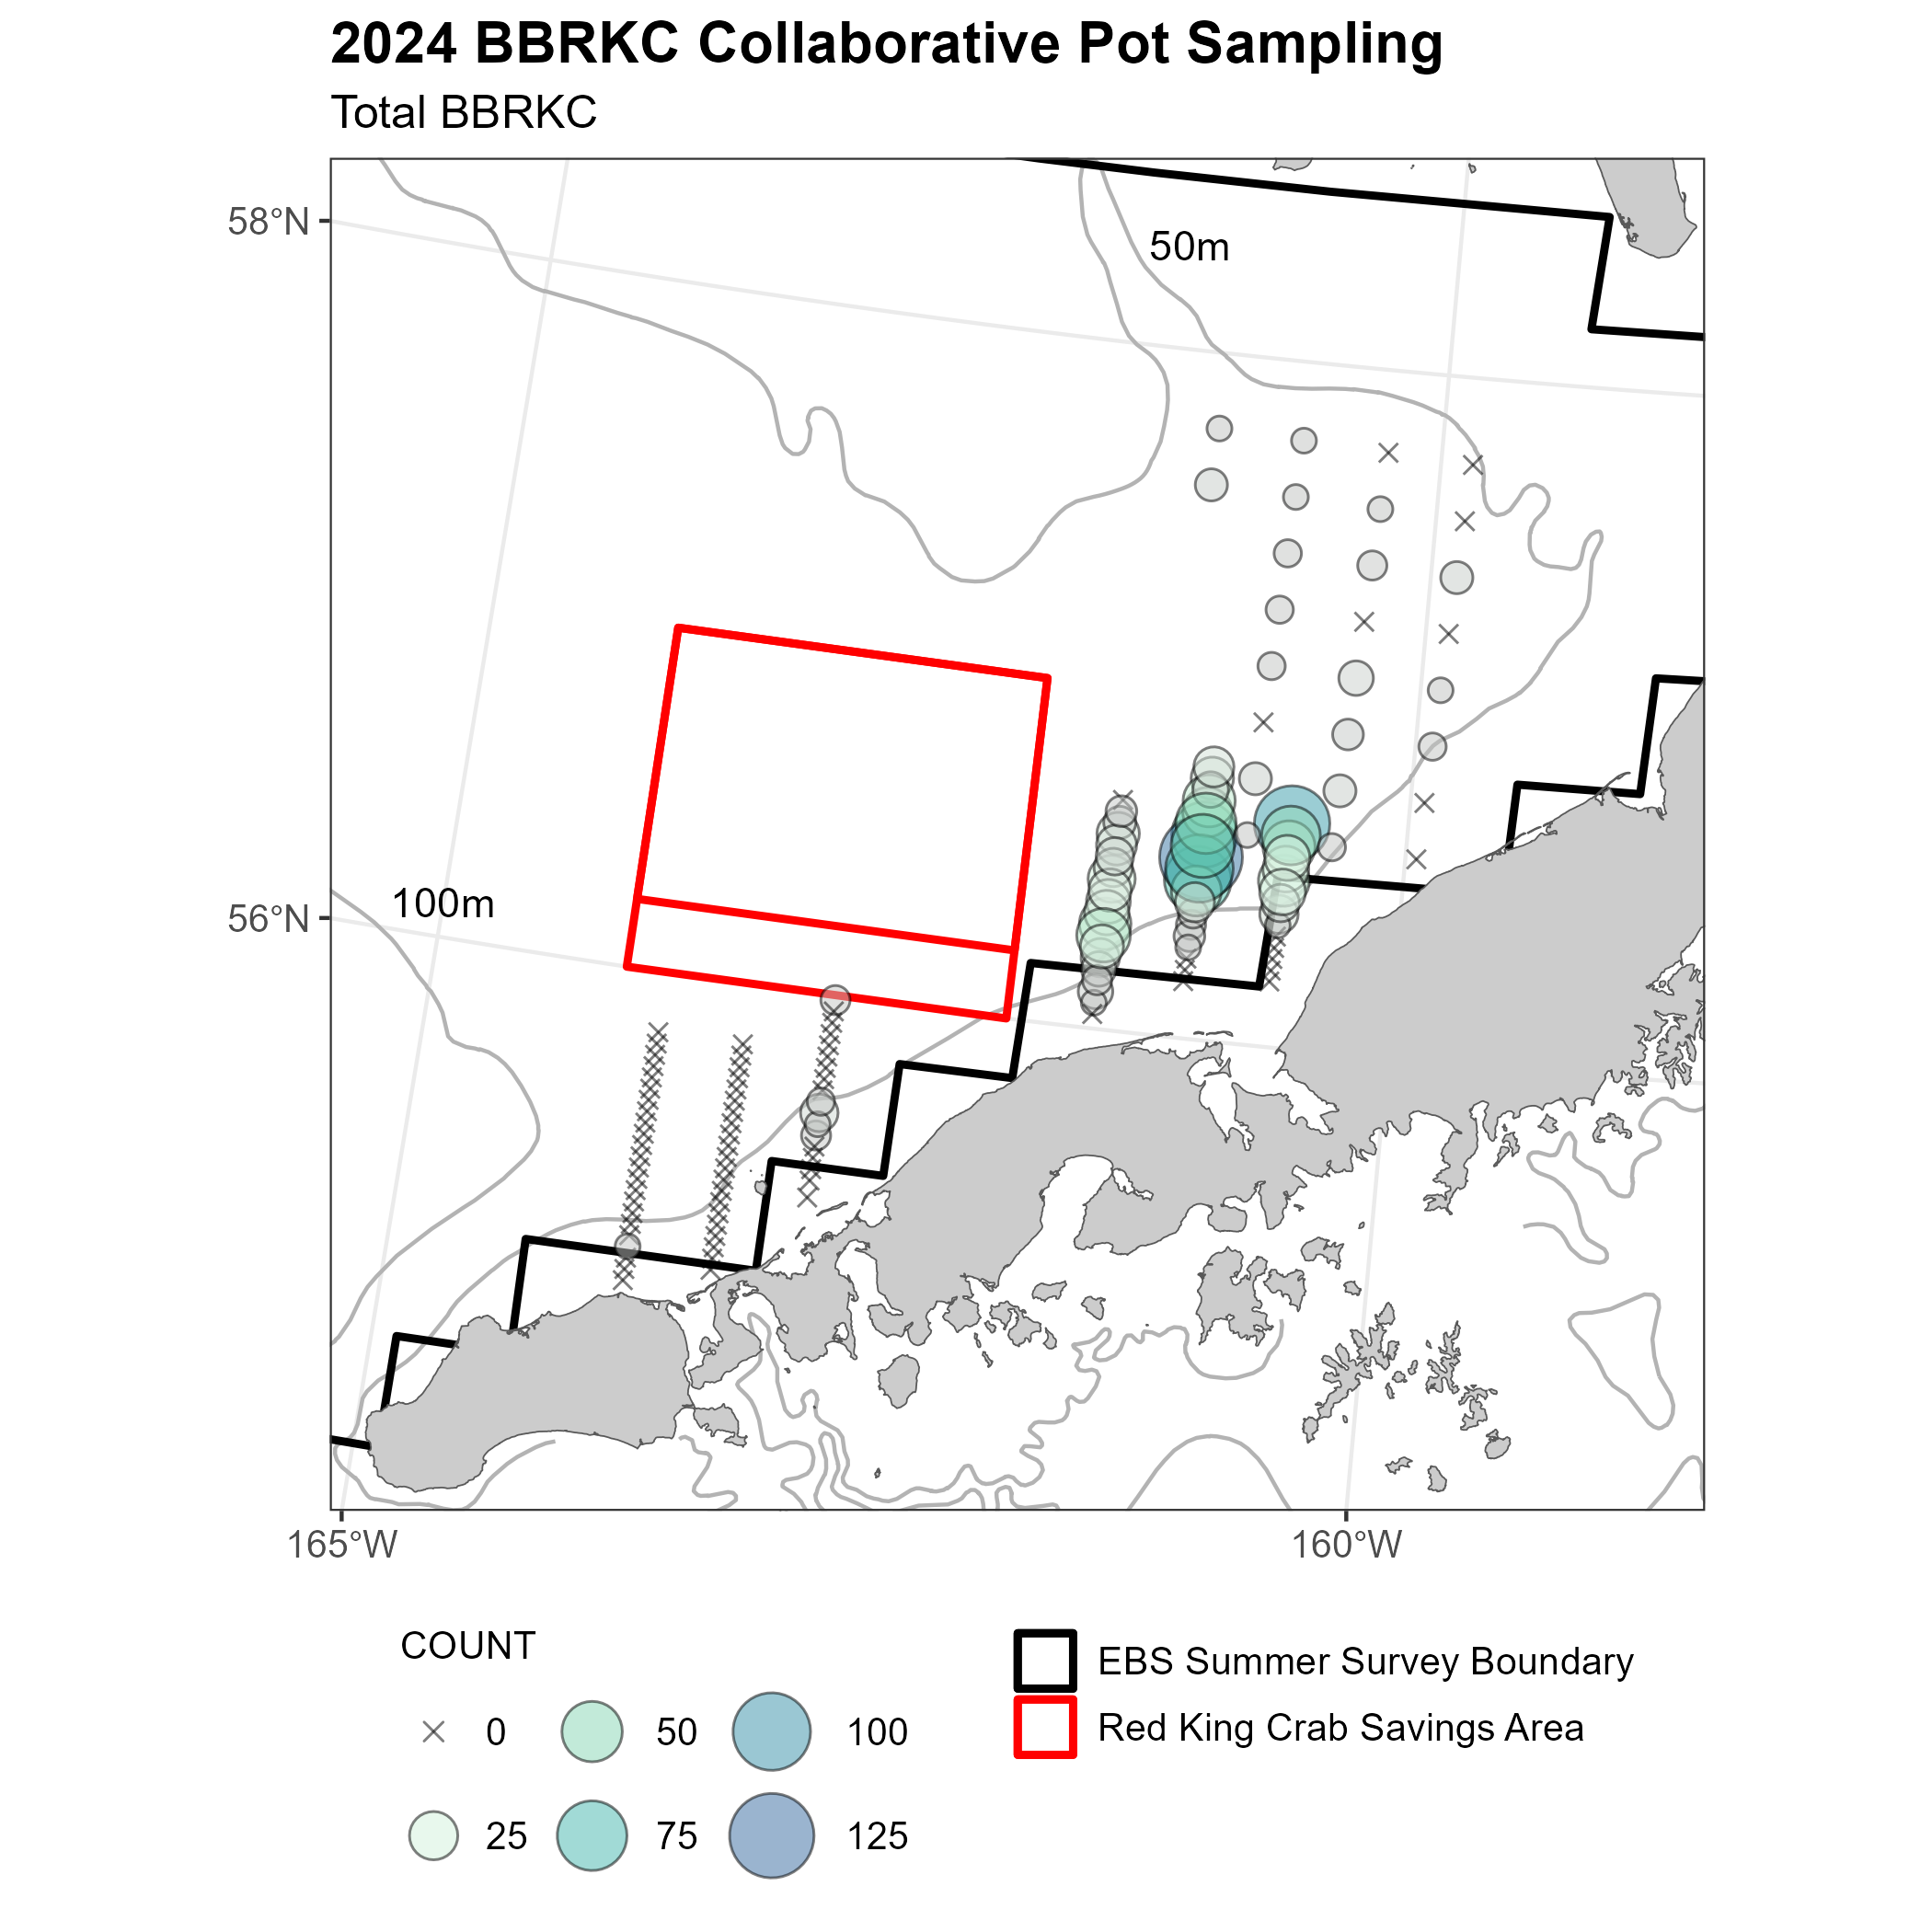 2024 BBRKC Collaborative Pot Sampling
Total BBRKC
58°N
50m
100m
56°N
165°W
160°W
COUNT
0
50
100
25
75
125
EBS Summer Survey Boundary
Red King Crab Savings Area